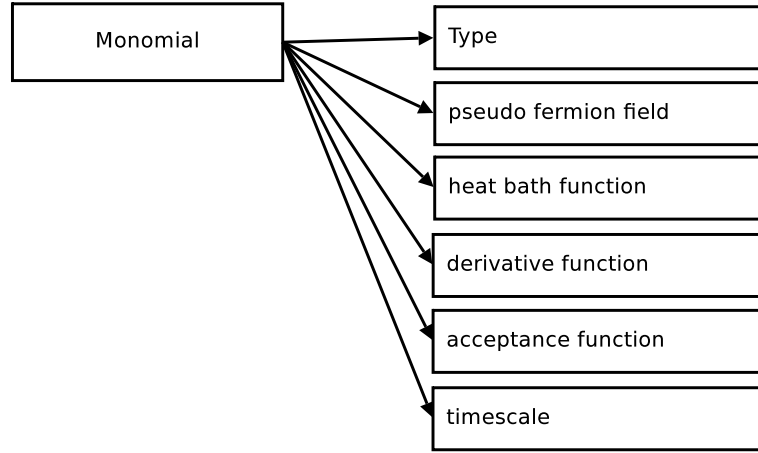 Monomial
Type
pseudo fermion field
heat bath function
derivative function
acceptance function
timescale